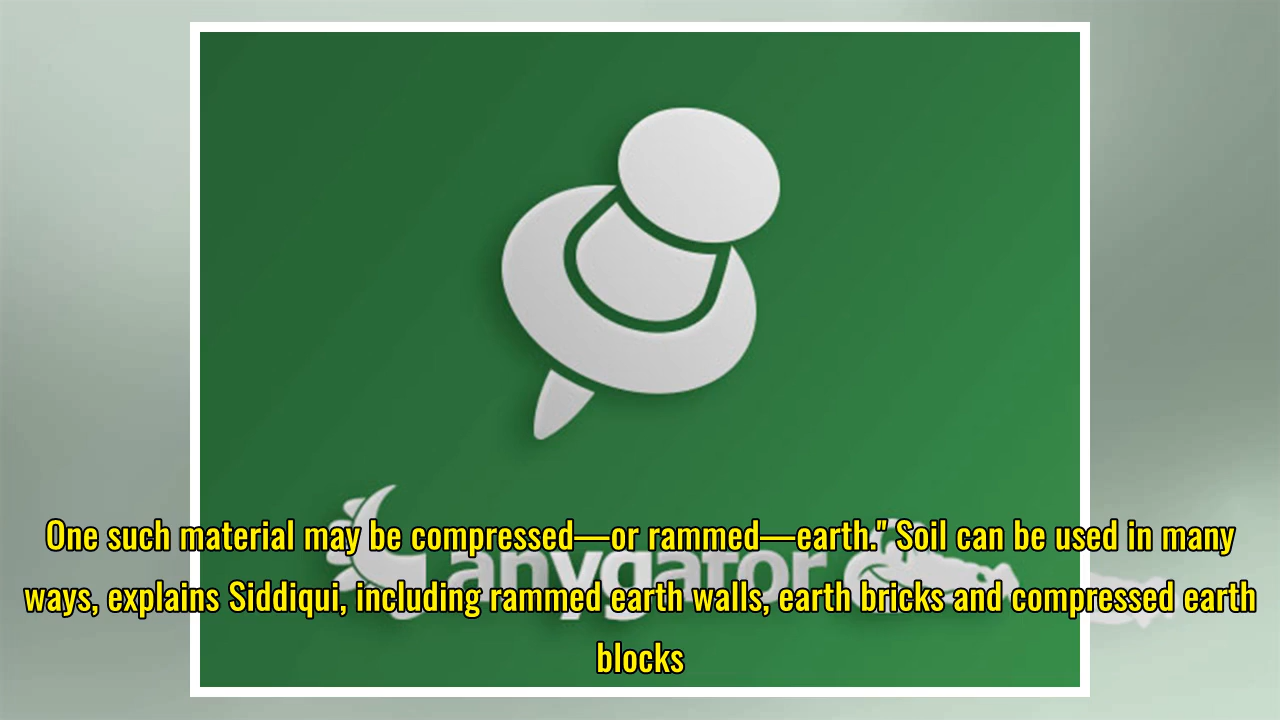 One such material may be compressed—or rammed—earth." Soil can be used in many
ways, explains Siddiqui, including rammed earth walls, earth bricks and compressed earth
blocks
anygator